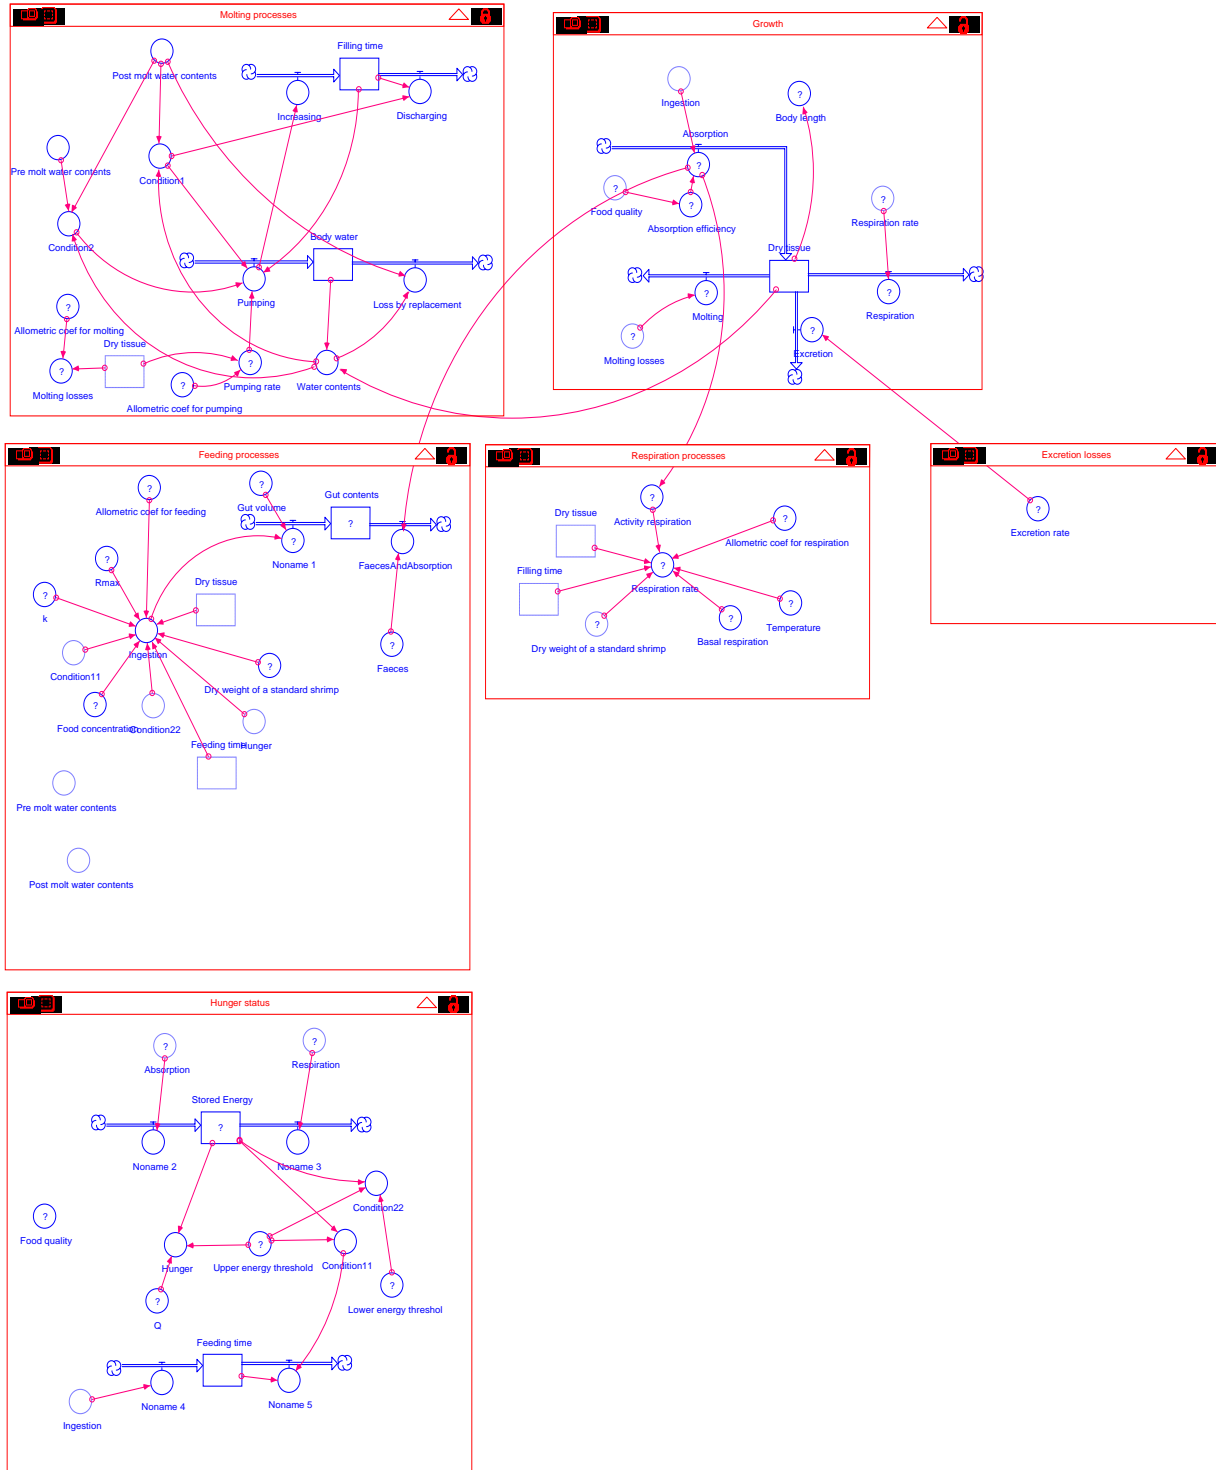 Molting processes
Filling time
Post molt water contents
Increasing
Discharging
Pre molt water contents
Condition1
Condition2
Body water
Pumping
Loss by replacement
?
Allometric coef for molting
Dry tissue
?
Molting losses
?
Pumping rate
Water contents
?
Allometric coef for pumping
Growth
?
Ingestion
?
Body length
Absorption
?
?
Food quality
?
Absorption efficiency
?
Respiration rate
Dry tissue
?
Molting
?
Respiration
?
Molting losses
?
Excretion
Feeding processes
?
Allometric coef for feeding
?
Gut volume
Gut contents
?
?
Noname 1
FaecesAndAbsorption
?
Rmax
Dry tissue
?
k
Ingestion
Condition11
?
Dry weight of a standard shrimp
?
Faeces
?
Food concentration
Condition22
Hunger
Feeding time
Pre molt water contents
Post molt water contents
Respiration processes
?
Activity respiration
Dry tissue
?
Allometric coef for respiration
Filling time
?
Respiration rate
?
Dry weight of a standard shrimp
?
Basal respiration
?
Temperature
Excretion losses
?
Excretion rate
Hunger status
?
Absorption
?
Respiration
Stored Energy
?
Noname 2
Noname 3
Condition22
?
Food quality
Hunger
?
Upper energy threshold
Condition11
?
Q
?
Lower energy threshol
Feeding time
Noname 4
Noname 5
Ingestion